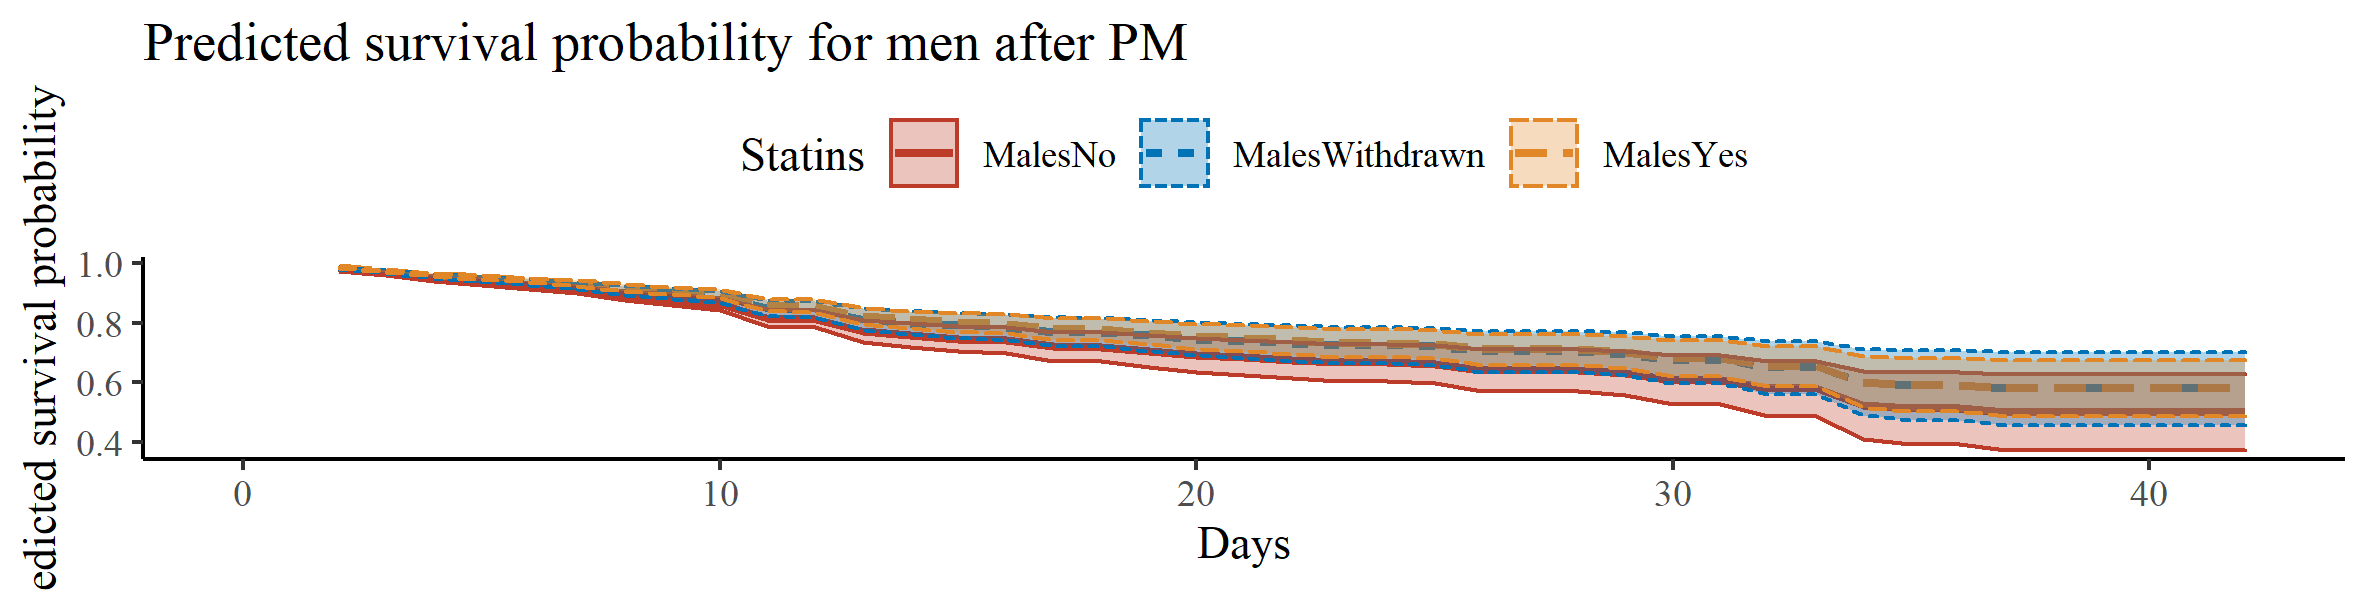 Predicted survival probability for men after PM
Statins MalesNo MalesWithdrawn MalesYes
edicted survival probability
1.0
0.8
0.6
0.4
0 10 20 30 40
Days